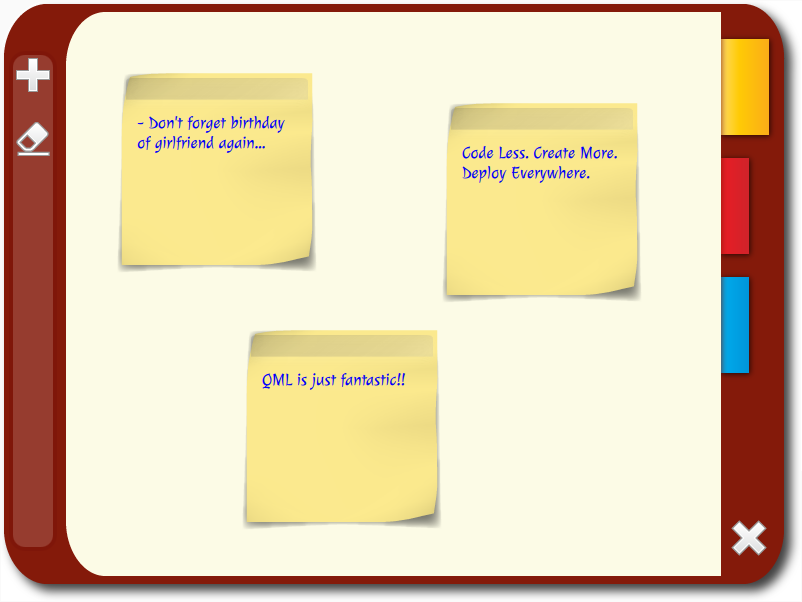 - Don't forget birthday
of girlfriend again...
Code Less. Create More.
Deploy Everywhere.
QML is just fantastic!!